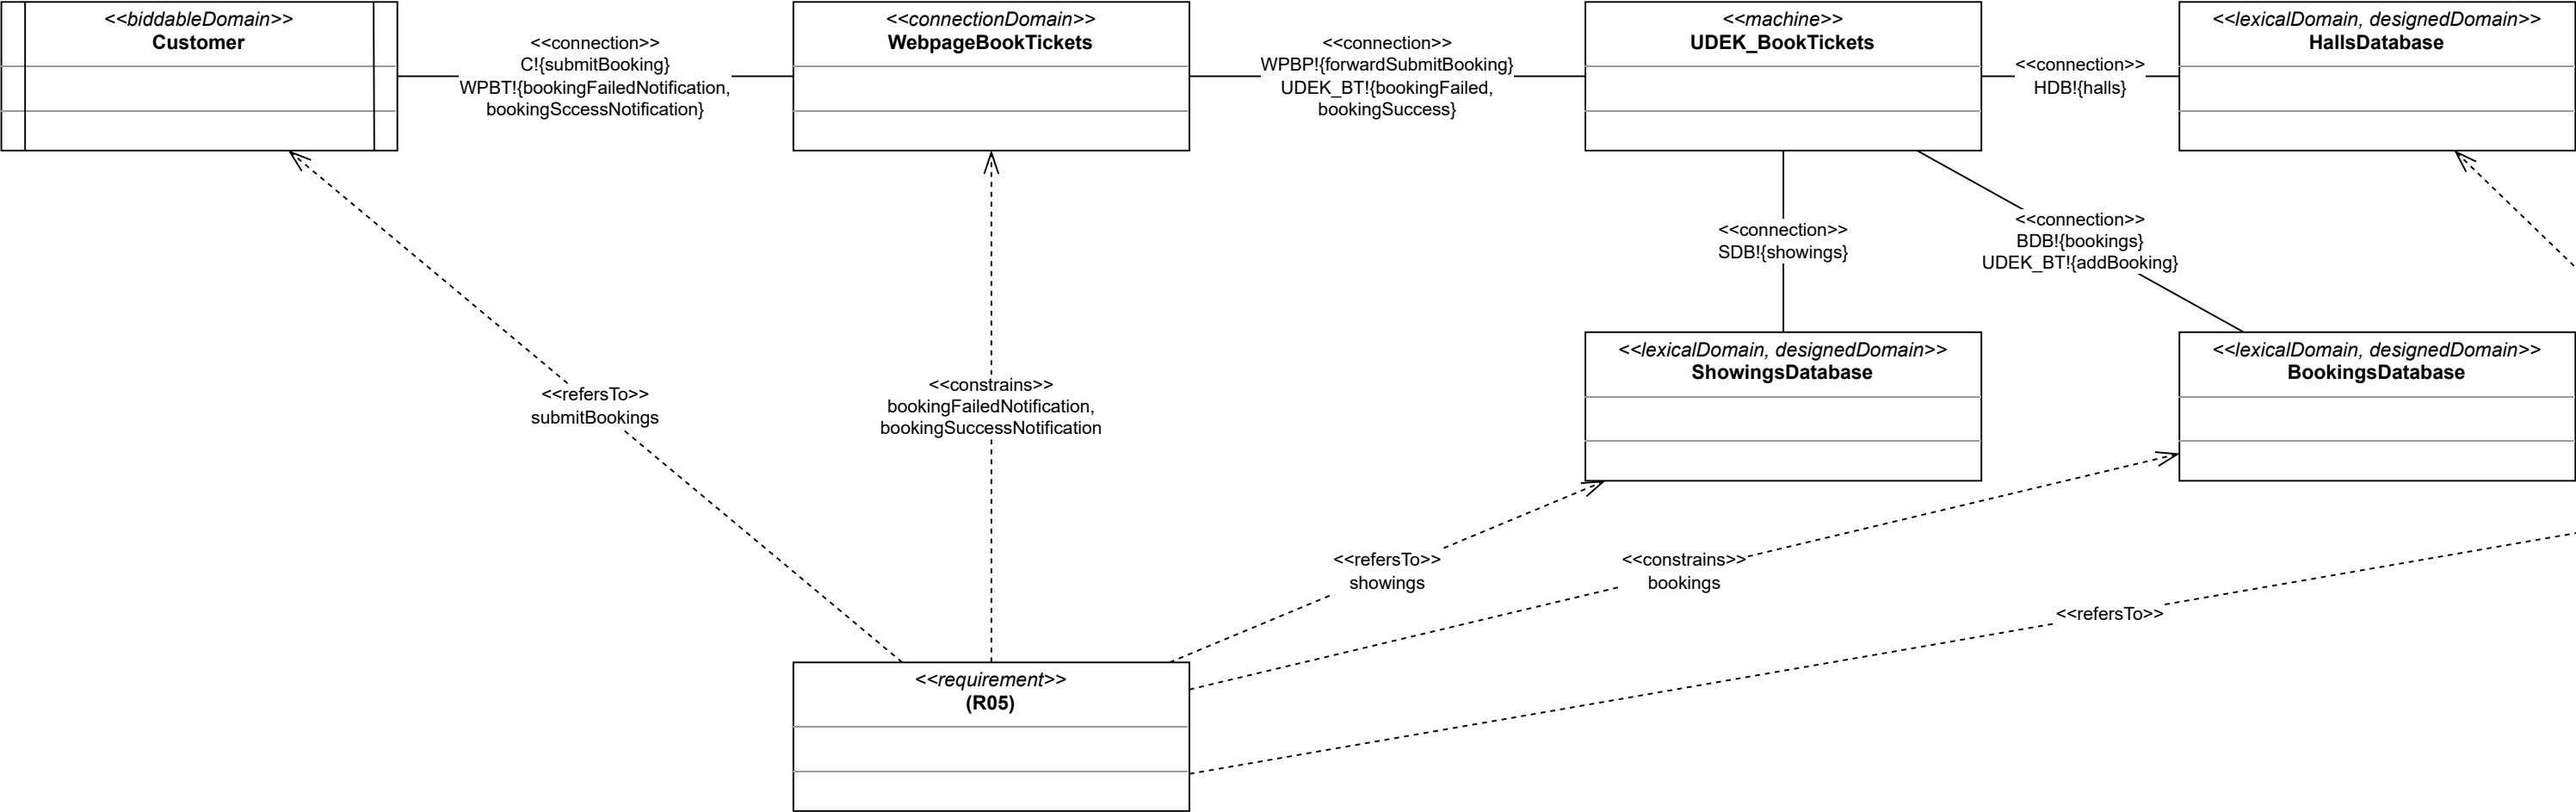 <<biddableDomain>>
Customer
<<connection>>
C!{submitBooking}
WPBT!{bookingFailedNotification,
bookingSccessNotification}
<<connectionDomain>>
WebpageBookTickets
<<connection>>
WPBP!{forwardSubmitBooking}
UDEK_BT!{bookingFailed,
bookingSuccess}
<<machine>>
UDEK_BookTickets
<<connection>>
HDB!{halls}
<<lexicalDomain, designedDomain>>
HallsDatabase
<<connection>>
SDB!{showings}
<<connection>>
BDB!{bookings}
UDEK_BT!{addBooking}
<<lexicalDomain, designedDomain>>
ShowingsDatabase
<<lexicalDomain, designedDomain>>
BookingsDatabase
<<refersTo>>
submitBookings
<<constrains>>
bookingFailedNotification,
bookingSuccessNotification
<<refersTo>>
showings
<<constrains>>
bookings
<<refersTo>>
<<requirement>>
(R05)